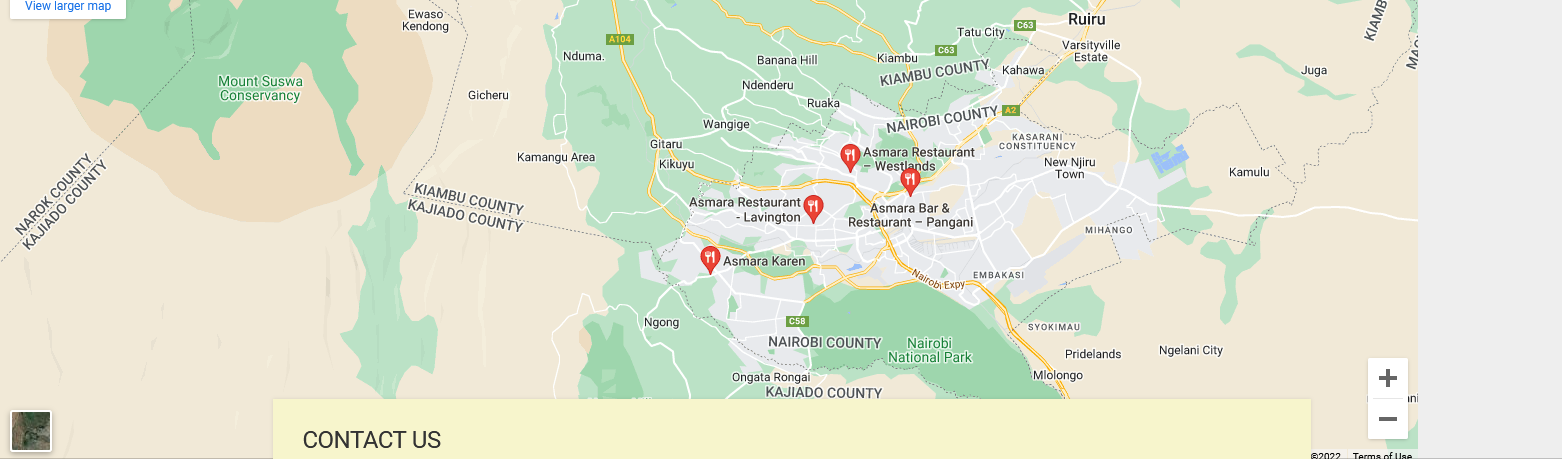 View larger map
Ewaso
Kendong
Ruiru
C63
KIAMB
Tatu City
A104
C63
Varsityville
Estate
Nduma.
Banana Hill
Kiambu
KIAMBU COUNTY
Kahawa
Juga
Mount Suswa
Conservancy
Ndenderu
Gicheru
Ruaka
A2
NAIROBI COUNTY
Wangige
KASARANI
CONSTITUENCY
Gitaru
Asmara Restaurant
– Westlands
Kamangu Area
Kikuyu
New Njiru
Town
Kamulu
NAROK COUNTY
KAJIADO COUNTY
KIAMBU COUNTY
KAJIADO COUNTY
Asmara Restaurant
- Lavington
Asmara Bar &
Restaurant – Pangani
MIHANGO
Asmara Karen
EMBAKASI
Nairobi Expy
Ngong
C58
SYOKIMAU
NAIROBI COUNTY
Nairobi
National Park
Pridelands
Ngelani City
Ongata Rongai
Mlolongo
KAJIADO COUNTY
CONTACT US
©2022
Terms of Use